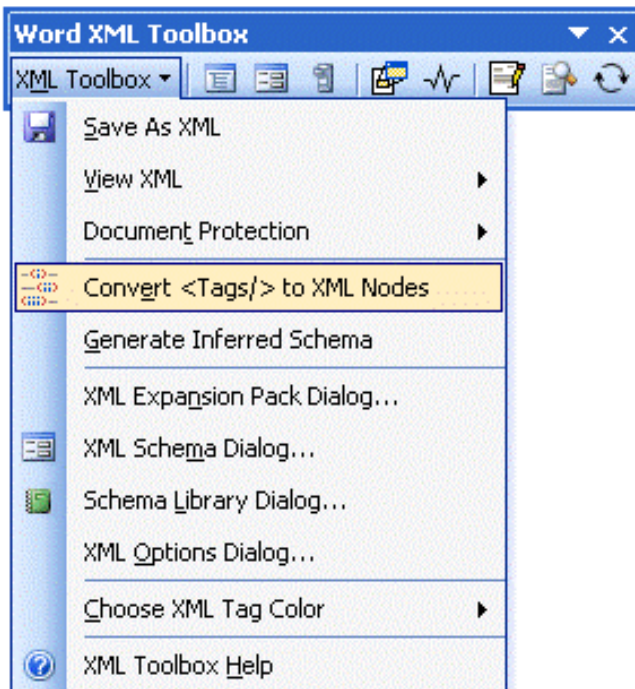 Word XML Toolbox
XML Toolbox
Save As XML
View XML
Document Protection
Convert <Tags/> to XML Nodes
Generate Inferred Schema
XML Expansion Pack Dialog...
XML Schema Dialog...
Schema Library Dialog...
XML Options Dialog...
Choose XML Tag Color
XML Toolbox Help